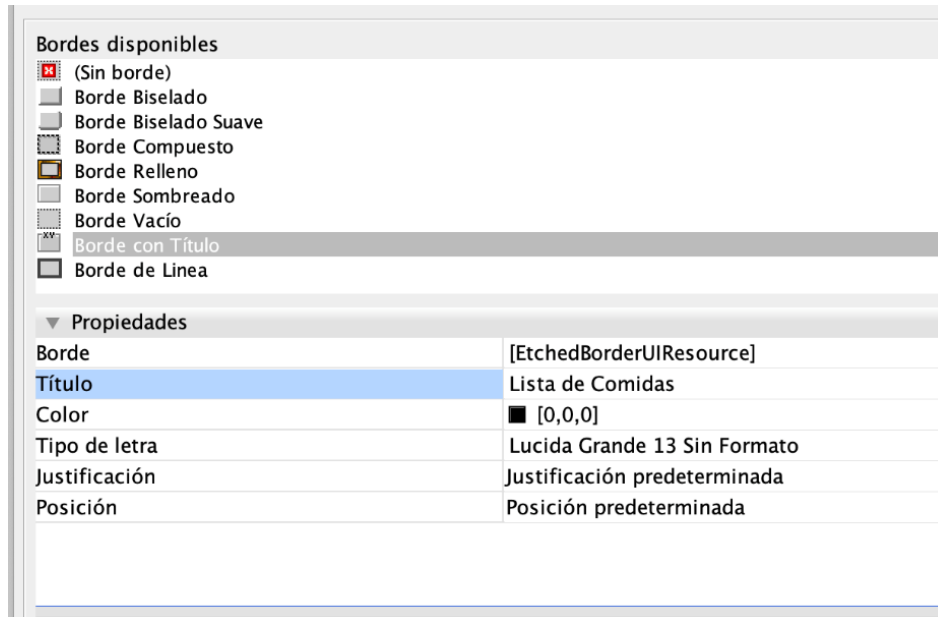 Bordes disponibles
(Sin borde)
Borde Biselado
Borde Biselado Suave
Borde Compuesto
Borde Relleno
Borde Sombreado
Borde Vacío
XY
Borde con Título
Borde de Linea
Propiedades
Borde [EtchedBorderUIResource]
Título Lista de Comidas
Color [0,0,0]
Tipo de letra Lucida Grande 13 Sin Formato
Justificación Justificación predeterminada
Posición Posición predeterminada